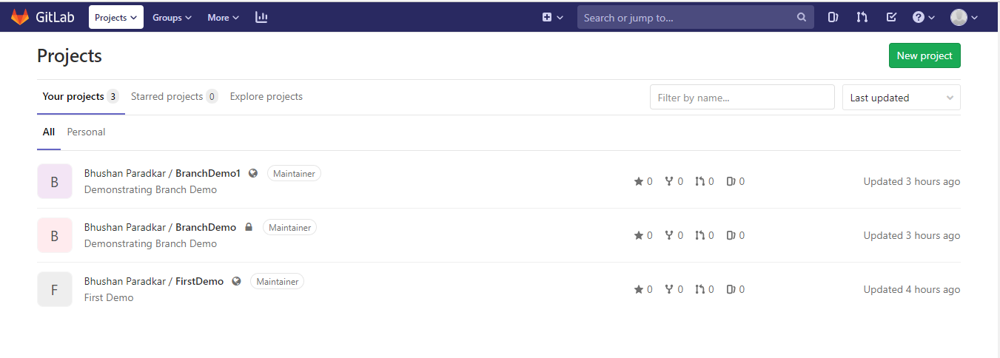 GitLab Projects Groups More Search or jump to...
Projects New project
Your projects 3 Starred projects 0 Explore projects Filter by name... Last updated
All Personal
B Bhushan Paradkar / BranchDemo1 Maintainer 0 0 0 0 Updated 3 hours ago
Demonstrating Branch Demo
B Bhushan Paradkar / BranchDemo Maintainer 0 0 0 0 Updated 3 hours ago
Demonstrating Branch Demo
F Bhushan Paradkar / FirstDemo Maintainer 0 0 0 0 Updated 4 hours ago
First Demo